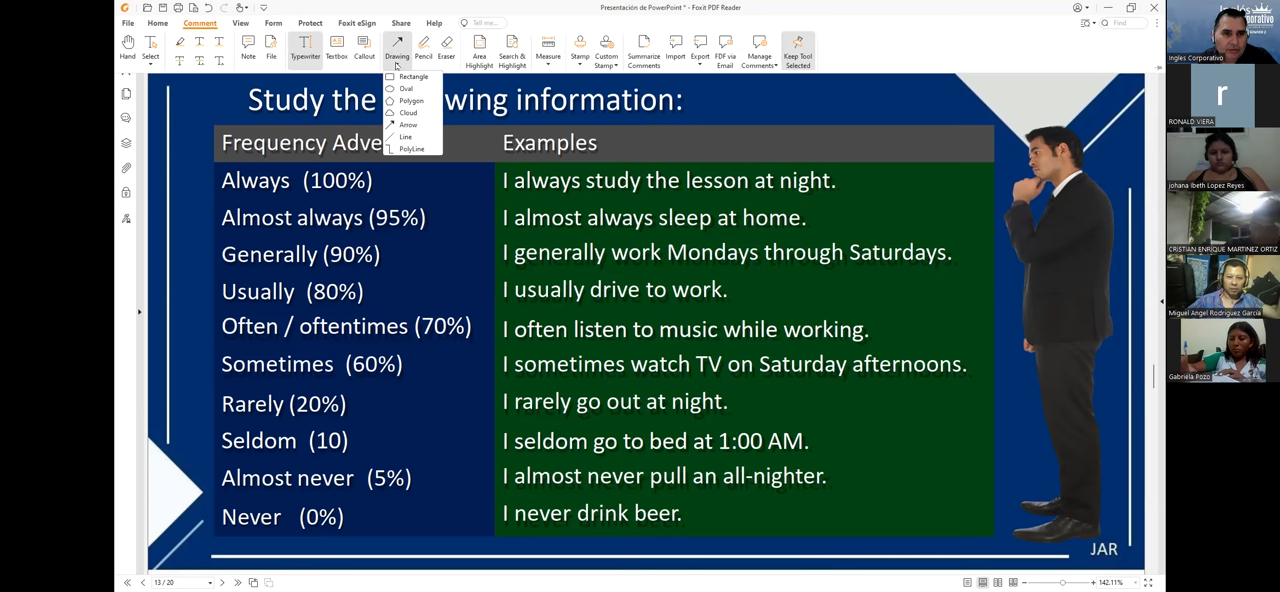 Presentación de PowerPoint * - Foxit PDF Reader
File Home Comment View Form Protect Foxit eSign Share Help Tell me... Find
Hand Select Note File Typewriter Textbox Callout Drawing Pencil Eraser Area Highlight Search & Highlight Measure Stamp Custom Stamp Summarize Comments Import Export FDF via Email Manage Comments Keep Tool Selected
Rectangle
Oval
Polygon
Cloud
Arrow
Line
PolyLine
Study the wing information:
Frequency Adve Examples
Always (100%) I always study the lesson at night.
Almost always (95%) I almost always sleep at home.
Generally (90%) I generally work Mondays through Saturdays.
Usually (80%) I usually drive to work.
Often / oftentimes (70%) I often listen to music while working.
Sometimes (60%) I sometimes watch TV on Saturday afternoons.
Rarely (20%) I rarely go out at night.
Seldom (10) I seldom go to bed at 1:00 AM.
Almost never (5%) I almost never pull an all-nighter.
Never (0%) I never drink beer.
JAR
13 / 20
142.11%
Inglés Corporativo
r
RONALD VIERA
johana lbeth Lopez Reyes
CRISTIAN ENRIQUE MARTINEZ ORTIZ
Miguel Angel Rodriguez Garcia
Gabriela Pozo